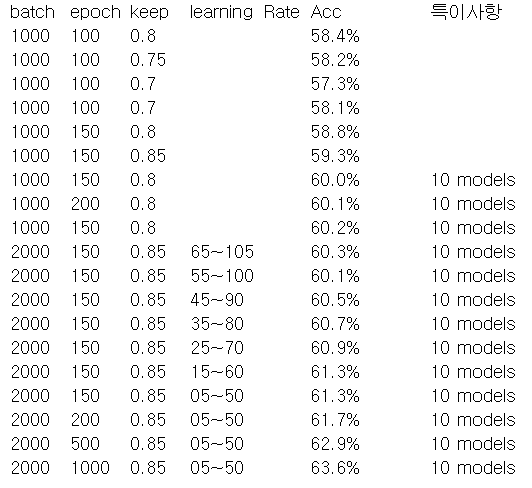 batch epoch keep learning Rate Acc 특이사항
1000 100 0.8 58.4%
1000 100 0.75 58.2%
1000 100 0.7 57.3%
1000 100 0.7 58.1%
1000 150 0.8 58.8%
1000 150 0.85 59.3%
1000 150 0.8 60.0% 10 models
1000 200 0.8 60.1% 10 models
1000 150 0.8 60.2% 10 models
2000 150 0.85 65~105 60.3% 10 models
2000 150 0.85 55~100 60.1% 10 models
2000 150 0.85 45~90 60.5% 10 models
2000 150 0.85 35~80 60.7% 10 models
2000 150 0.85 25~70 60.9% 10 models
2000 150 0.85 15~60 61.3% 10 models
2000 150 0.85 05~50 61.3% 10 models
2000 200 0.85 05~50 61.7% 10 models
2000 500 0.85 05~50 62.9% 10 models
2000 1000 0.85 05~50 63.6% 10 models